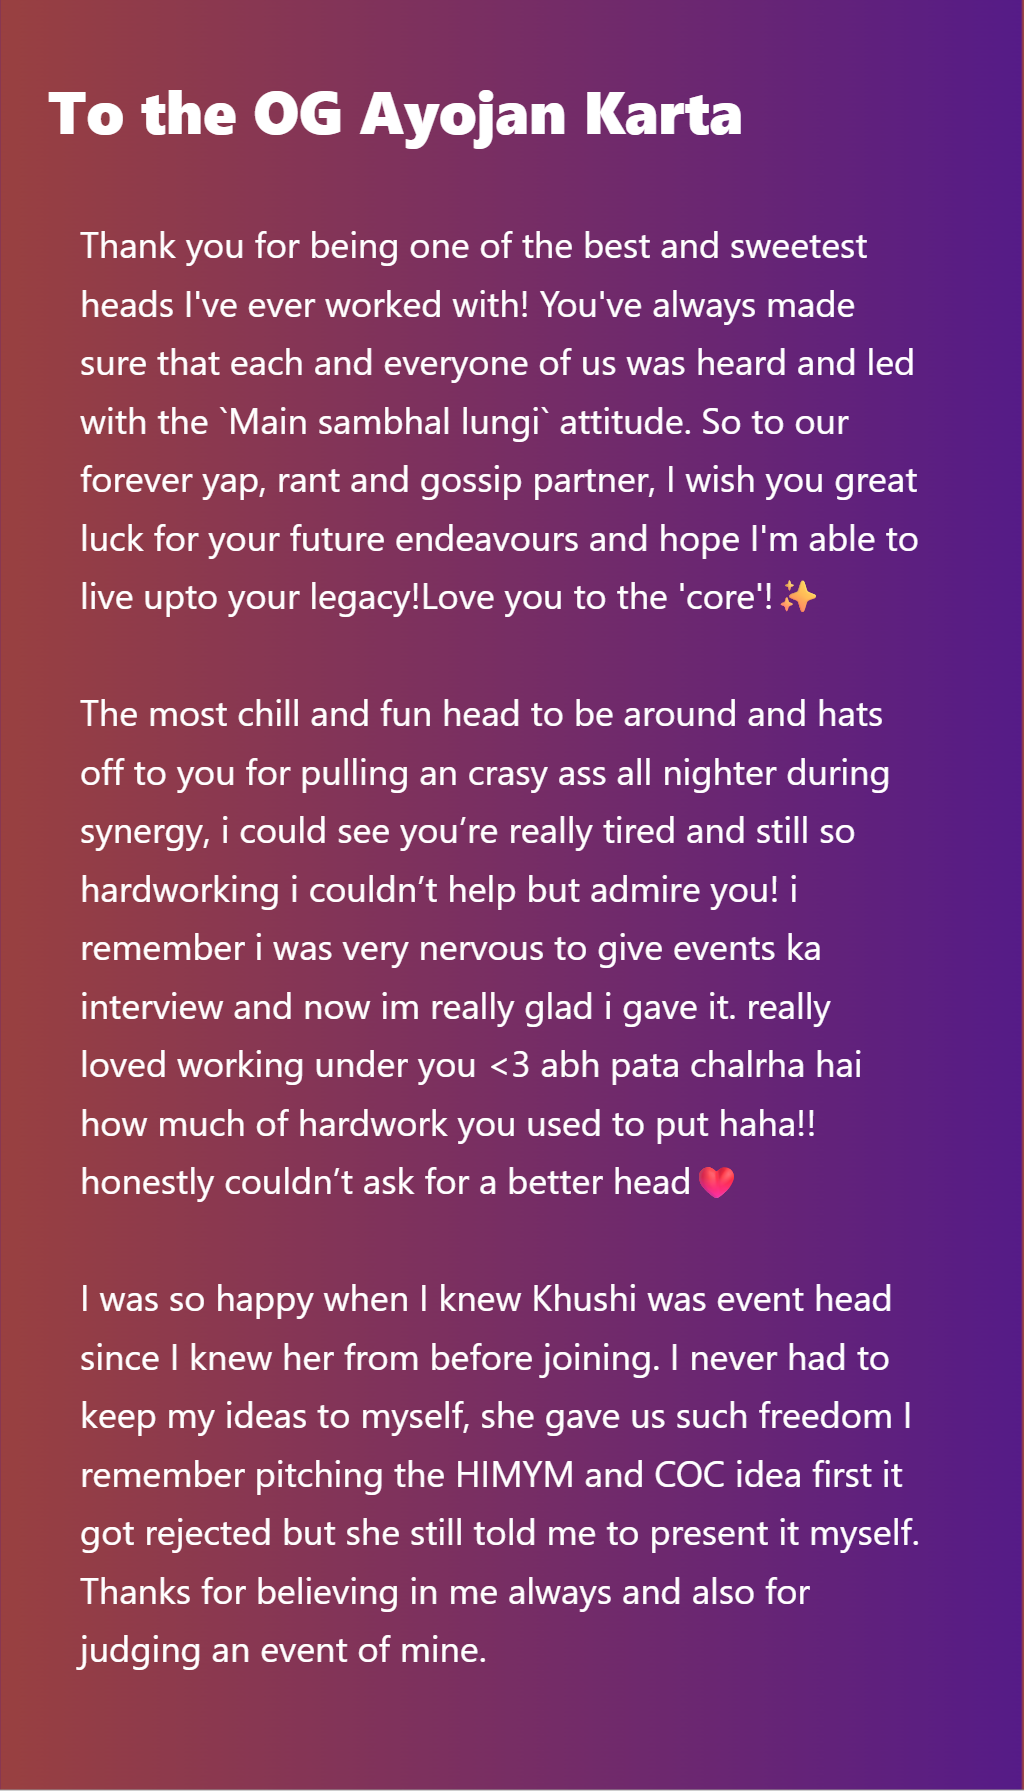 To the OG Ayojan Karta
Thank you for being one of the best and sweetest
heads I've ever worked with! You've always made
sure that each and everyone of us was heard and led
with the `Main sambhal lungi` attitude. So to our
forever yap, rant and gossip partner, I wish you great
luck for your future endeavours and hope I'm able to
live upto your legacy!Love you to the 'core'!✨
The most chill and fun head to be around and hats
off to you for pulling an crasy ass all nighter during
synergy, i could see you’re really tired and still so
hardworking i couldn’t help but admire you! i
remember i was very nervous to give events ka
interview and now im really glad i gave it. really
loved working under you <3 abh pata chalrha hai
how much of hardwork you used to put haha!!
honestly couldn’t ask for a better head❤️
I was so happy when I knew Khushi was event head
since I knew her from before joining. I never had to
keep my ideas to myself, she gave us such freedom I
remember pitching the HIMYM and COC idea first it
got rejected but she still told me to present it myself.
Thanks for believing in me always and also for
judging an event of mine.